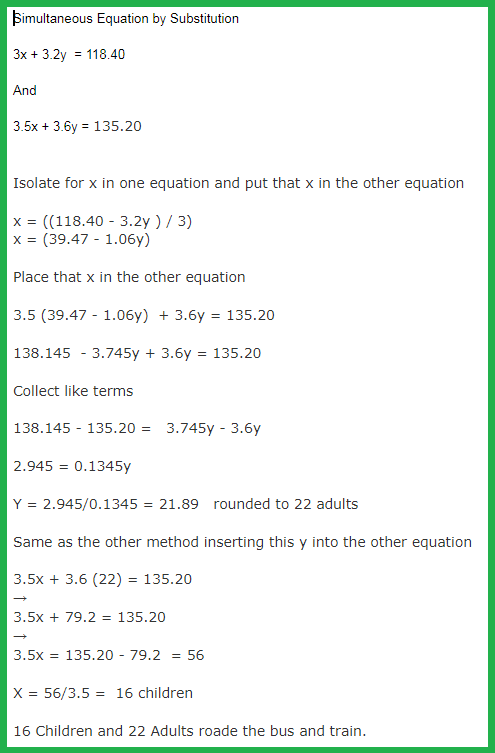 Simultaneous Equation by Substitution
3x + 3.2y  = 118.40
And
3.5x + 3.6y = 135.20
Isolate for x in one equation and put that x in the other equation
x = ((118.40 - 3.2y ) / 3)
x = (39.47 - 1.06y)
Place that x in the other equation
3.5 (39.47 - 1.06y)  + 3.6y = 135.20
138.145  - 3.745y + 3.6y = 135.20
Collect like terms
138.145 - 135.20 =   3.745y - 3.6y
2.945 = 0.1345y
Y = 2.945/0.1345 = 21.89   rounded to 22 adults
Same as the other method inserting this y into the other equation
3.5x + 3.6 (22) = 135.20
→
3.5x + 79.2 = 135.20
→
3.5x = 135.20 - 79.2  = 56
X = 56/3.5 =  16 children
16 Children and 22 Adults roade the bus and train.